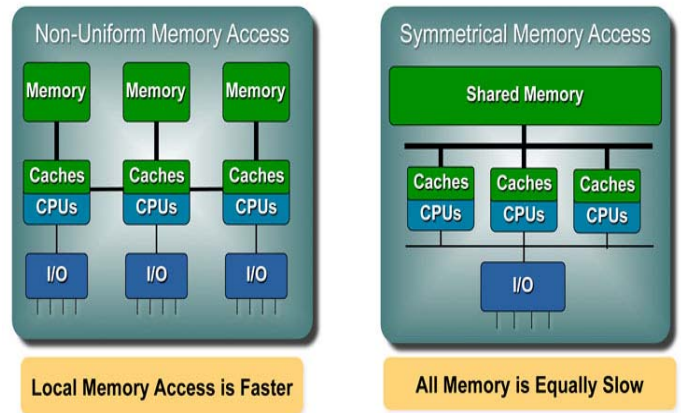 Non-Uniform Memory Access
Memory Memory Memory
Caches Caches Caches
CPUs CPUs CPUs
I/O I/O I/O
Local Memory Access is Faster
Symmetrical Memory Access
Shared Memory
Caches Caches Caches
CPUs CPUs CPUs
I/O
All Memory is Equally Slow